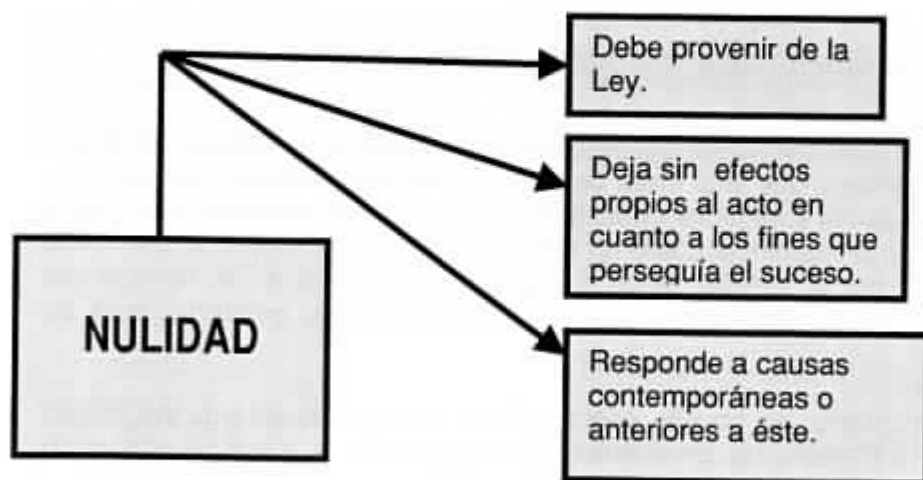 Debe provenir de la
Ley.
Deja sin efectos
propios al acto en
cuanto a los fines que
perseguía el suceso.
NULIDAD
Responde a causas
contemporáneas o
anteriores a éste.